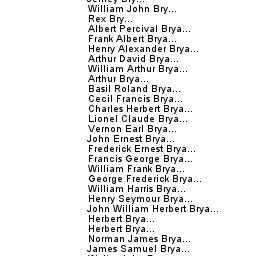 Jeffey Bry...
William John Bry...
Rex Bry...
Albert Percival Brya...
Frank Albert Brya...
Henry Alexander Brya...
Arthur David Brya...
William Arthur Brya...
Arthur Brya...
Basil Roland Brya...
Cecil Francis Brya...
Charles Herbert Brya...
Lionel Claude Brya...
Vernon Earl Brya...
John Ernest Brya...
Frederick Ernest Brya...
Francis George Brya...
William Frank Brya...
George Frederick Brya...
William Harris Brya...
Henry Seymour Brya...
John William Herbert Brya...
Herbert Brya...
Herbert Brya...
Norman James Brya...
James Samuel Brya...